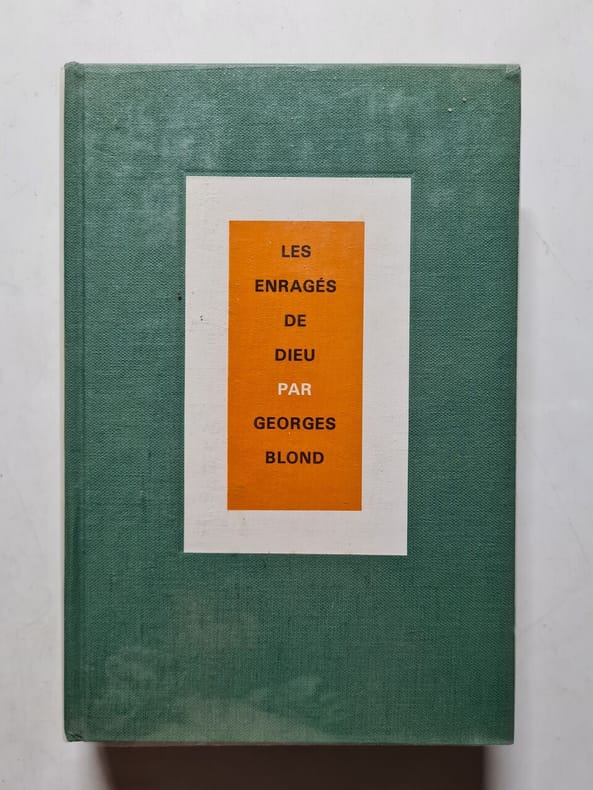 LES
ENRAGÉS
DE
DIEU
PAR
GEORGES
BLOND